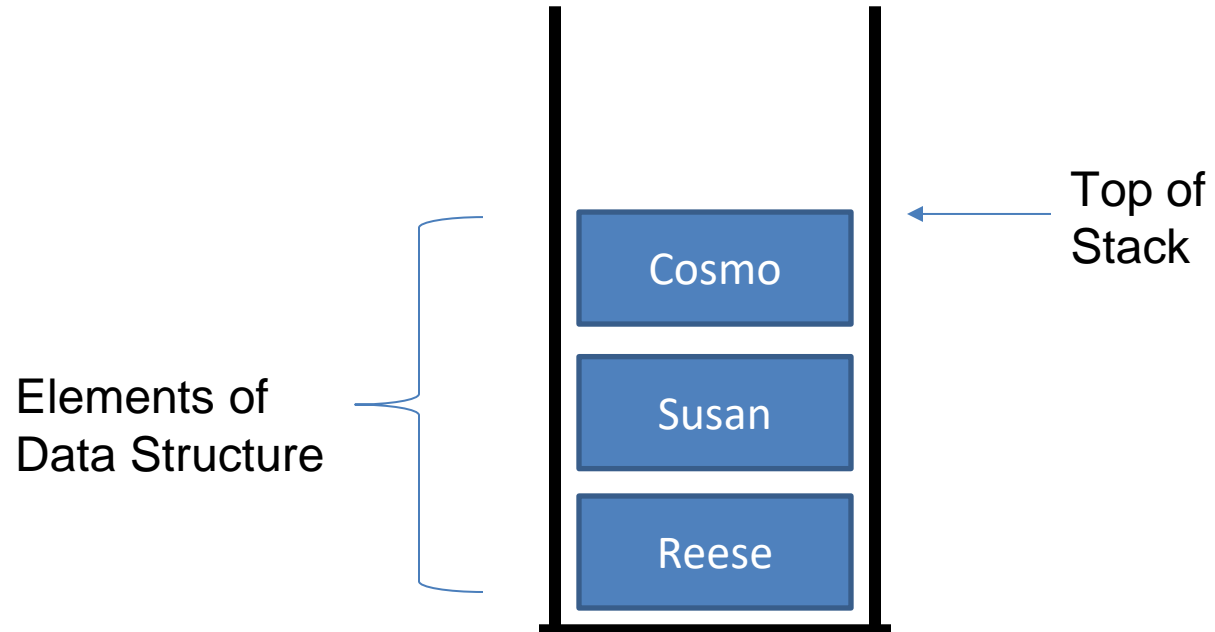 Top of
Stack
Cosmo
Susan
Elements of
Data Structure
Reese